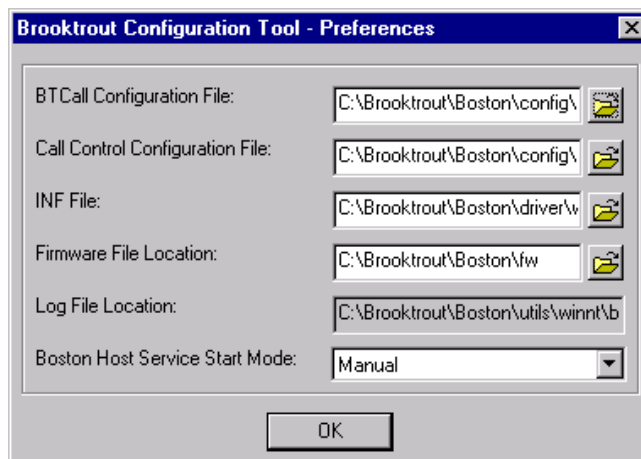 Brooktrout Configuration Tool - Preferences
BTCall Configuration File: C:\Brooktrout\Boston\config\
Call Control Configuration File: C:\Brooktrout\Boston\config\
INF File: C:\Brooktrout\Boston\driver\w
Firmware File Location: C:\Brooktrout\Boston\fw
Log File Location: C:\Brooktrout\Boston\utils\winnt\b
Boston Host Service Start Mode: Manual
OK